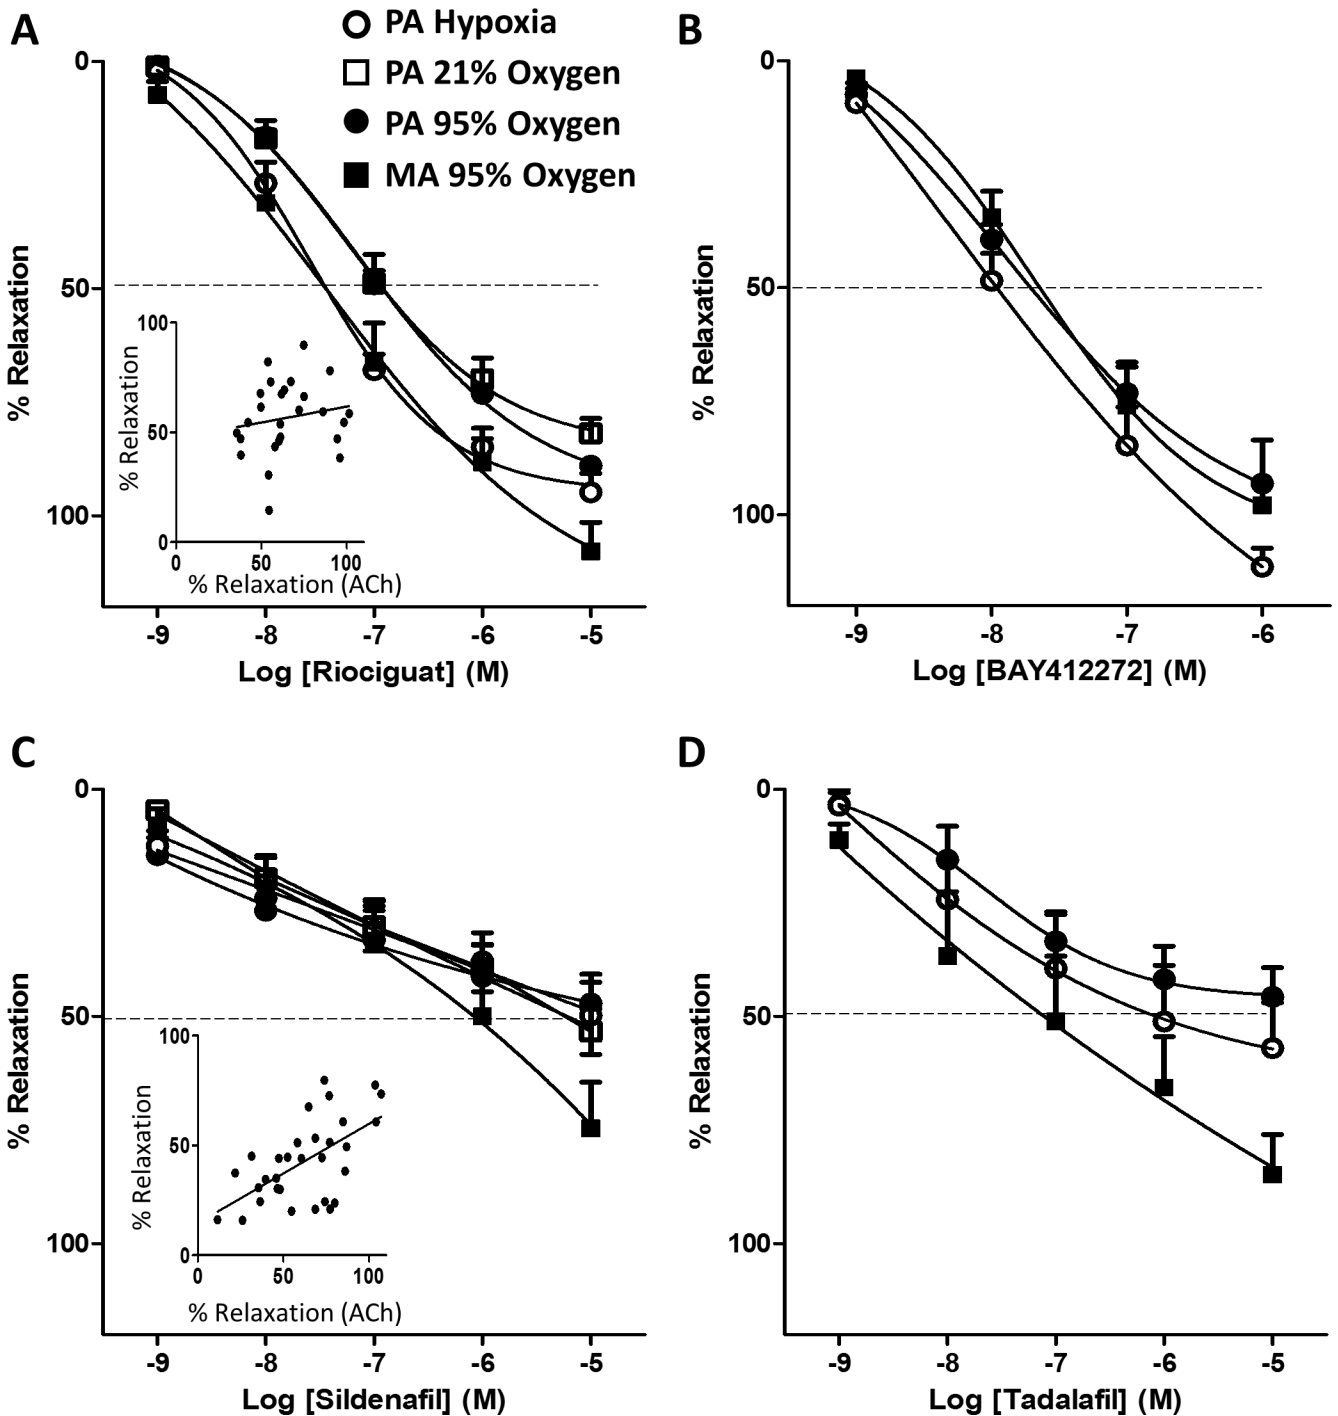 A
PA Hypoxia
PA 21% Oxygen
PA 95% Oxygen
MA 95% Oxygen
0
50
100
% Relaxation
-9
-8
-7
-6
-5
Log [Riociguat] (M)
100
50
0
% Relaxation
0
50
100
% Relaxation (ACh)
B
0
50
100
% Relaxation
-9
-8
-7
-6
Log [BAY412272] (M)
C
0
50
100
% Relaxation
-9
-8
-7
-6
-5
Log [Sildenafil] (M)
100
50
0
% Relaxation
0
50
100
% Relaxation (ACh)
D
0
50
100
% Relaxation
-9
-8
-7
-6
-5
Log [Tadalafil] (M)